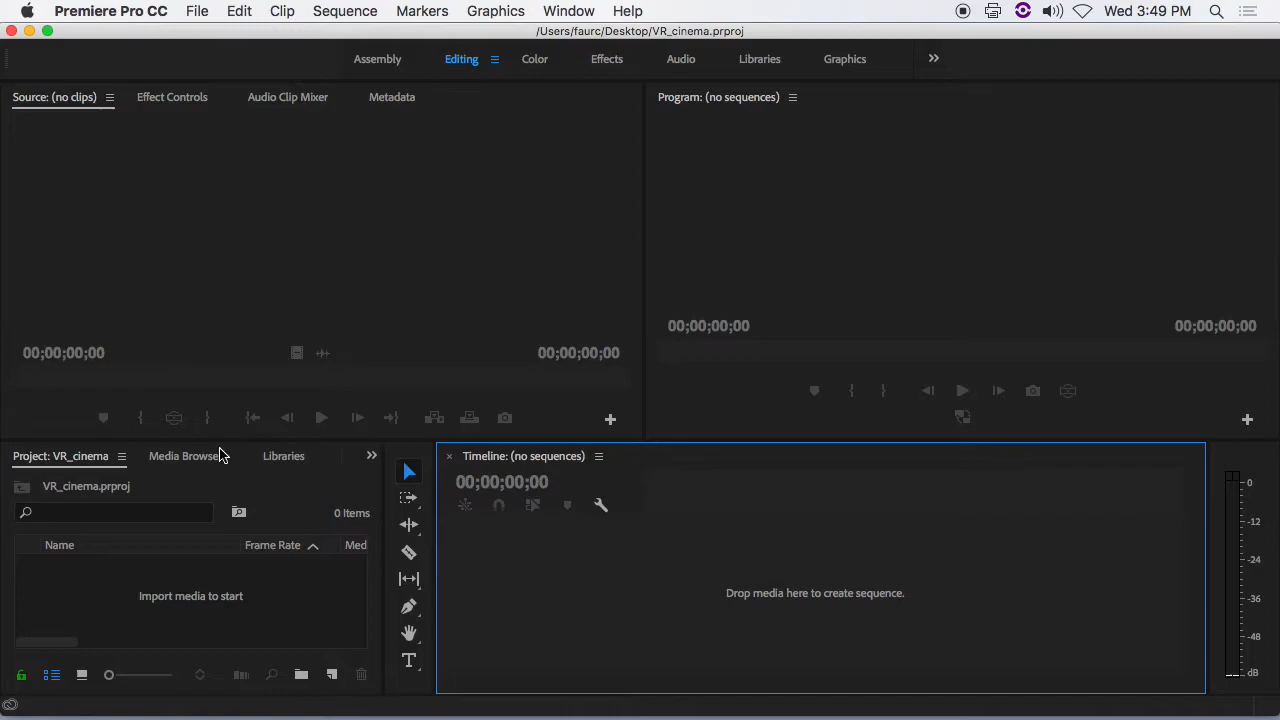 Premiere Pro CC File Edit Clip Sequence Markers Graphics Window Help Wed 3:49 PM
/Users/faurc/Desktop/VR_cinema.prproj
Assembly Editing Color Effects Audio Libraries Graphics
Source: (no clips) Effect Controls Audio Clip Mixer Metadata
Program: (no sequences)
00;00;00;00 00;00;00;00
00;00;00;00 00;00;00;00
Project: VR_cinema Media Browse Libraries
VR_cinema.prproj
0 Items
Name Frame Rate Med
Import media to start
Timeline: (no sequences)
00;00;00;00
Drop media here to create sequence.
0
-12
-24
-36
-48
dB